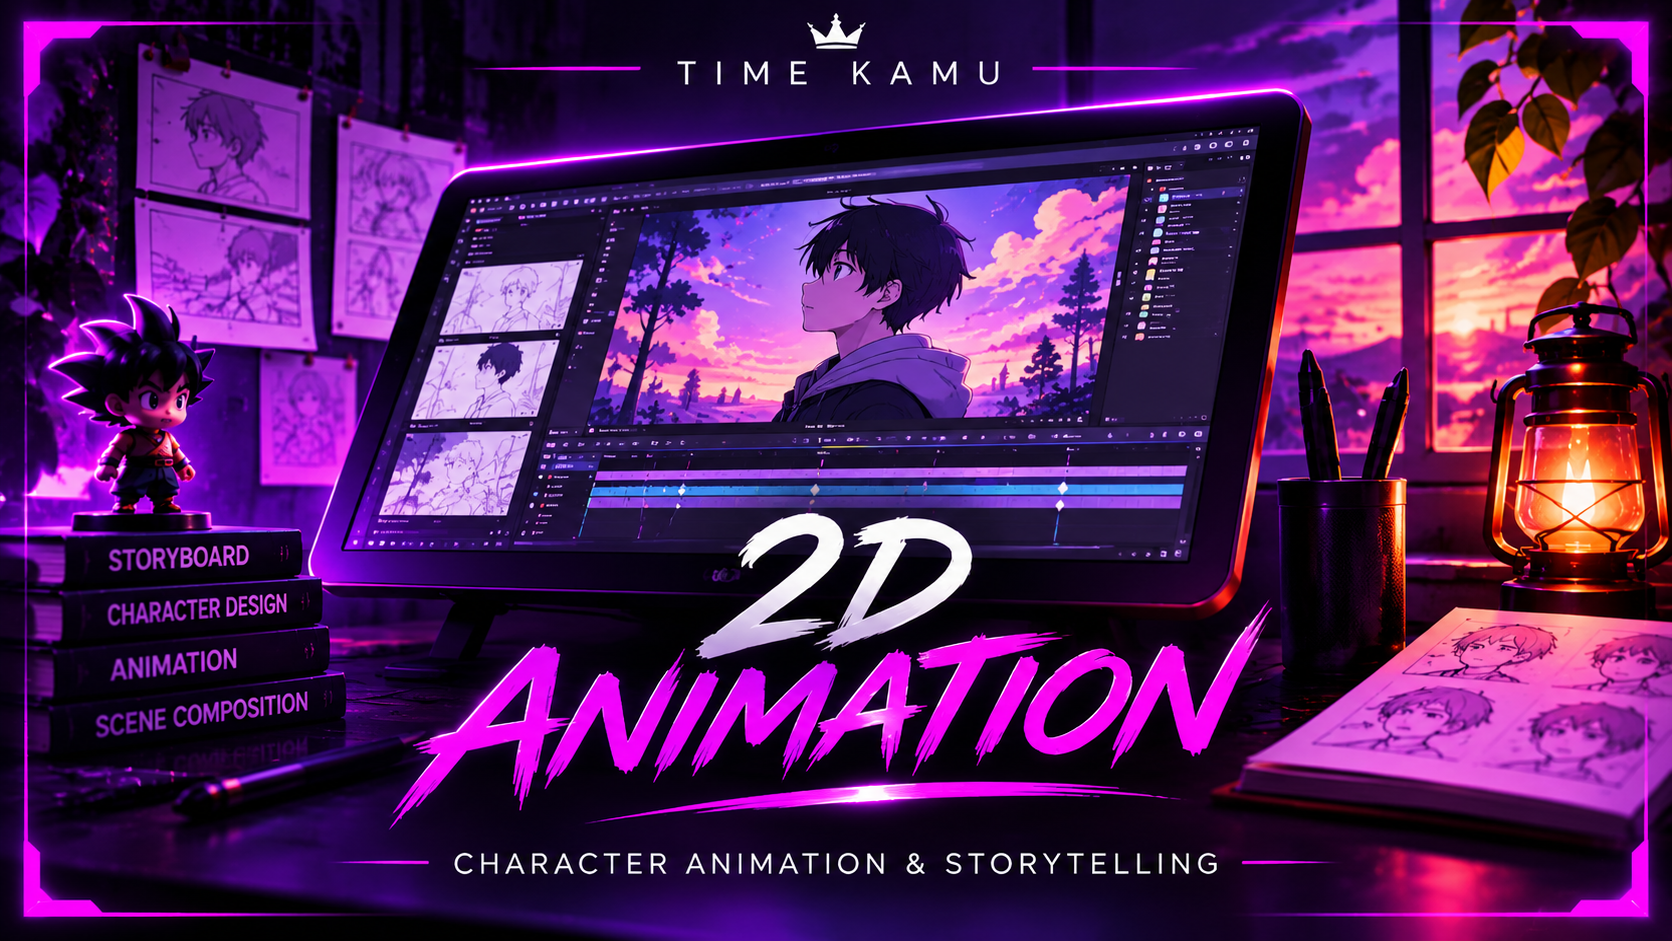 TIME KAMU
STORYBOARD
CHARACTER DESIGN
ANIMATION
SCENE COMPOSITION
2D
ANIMATION
CHARACTER ANIMATION & STORYTELLING